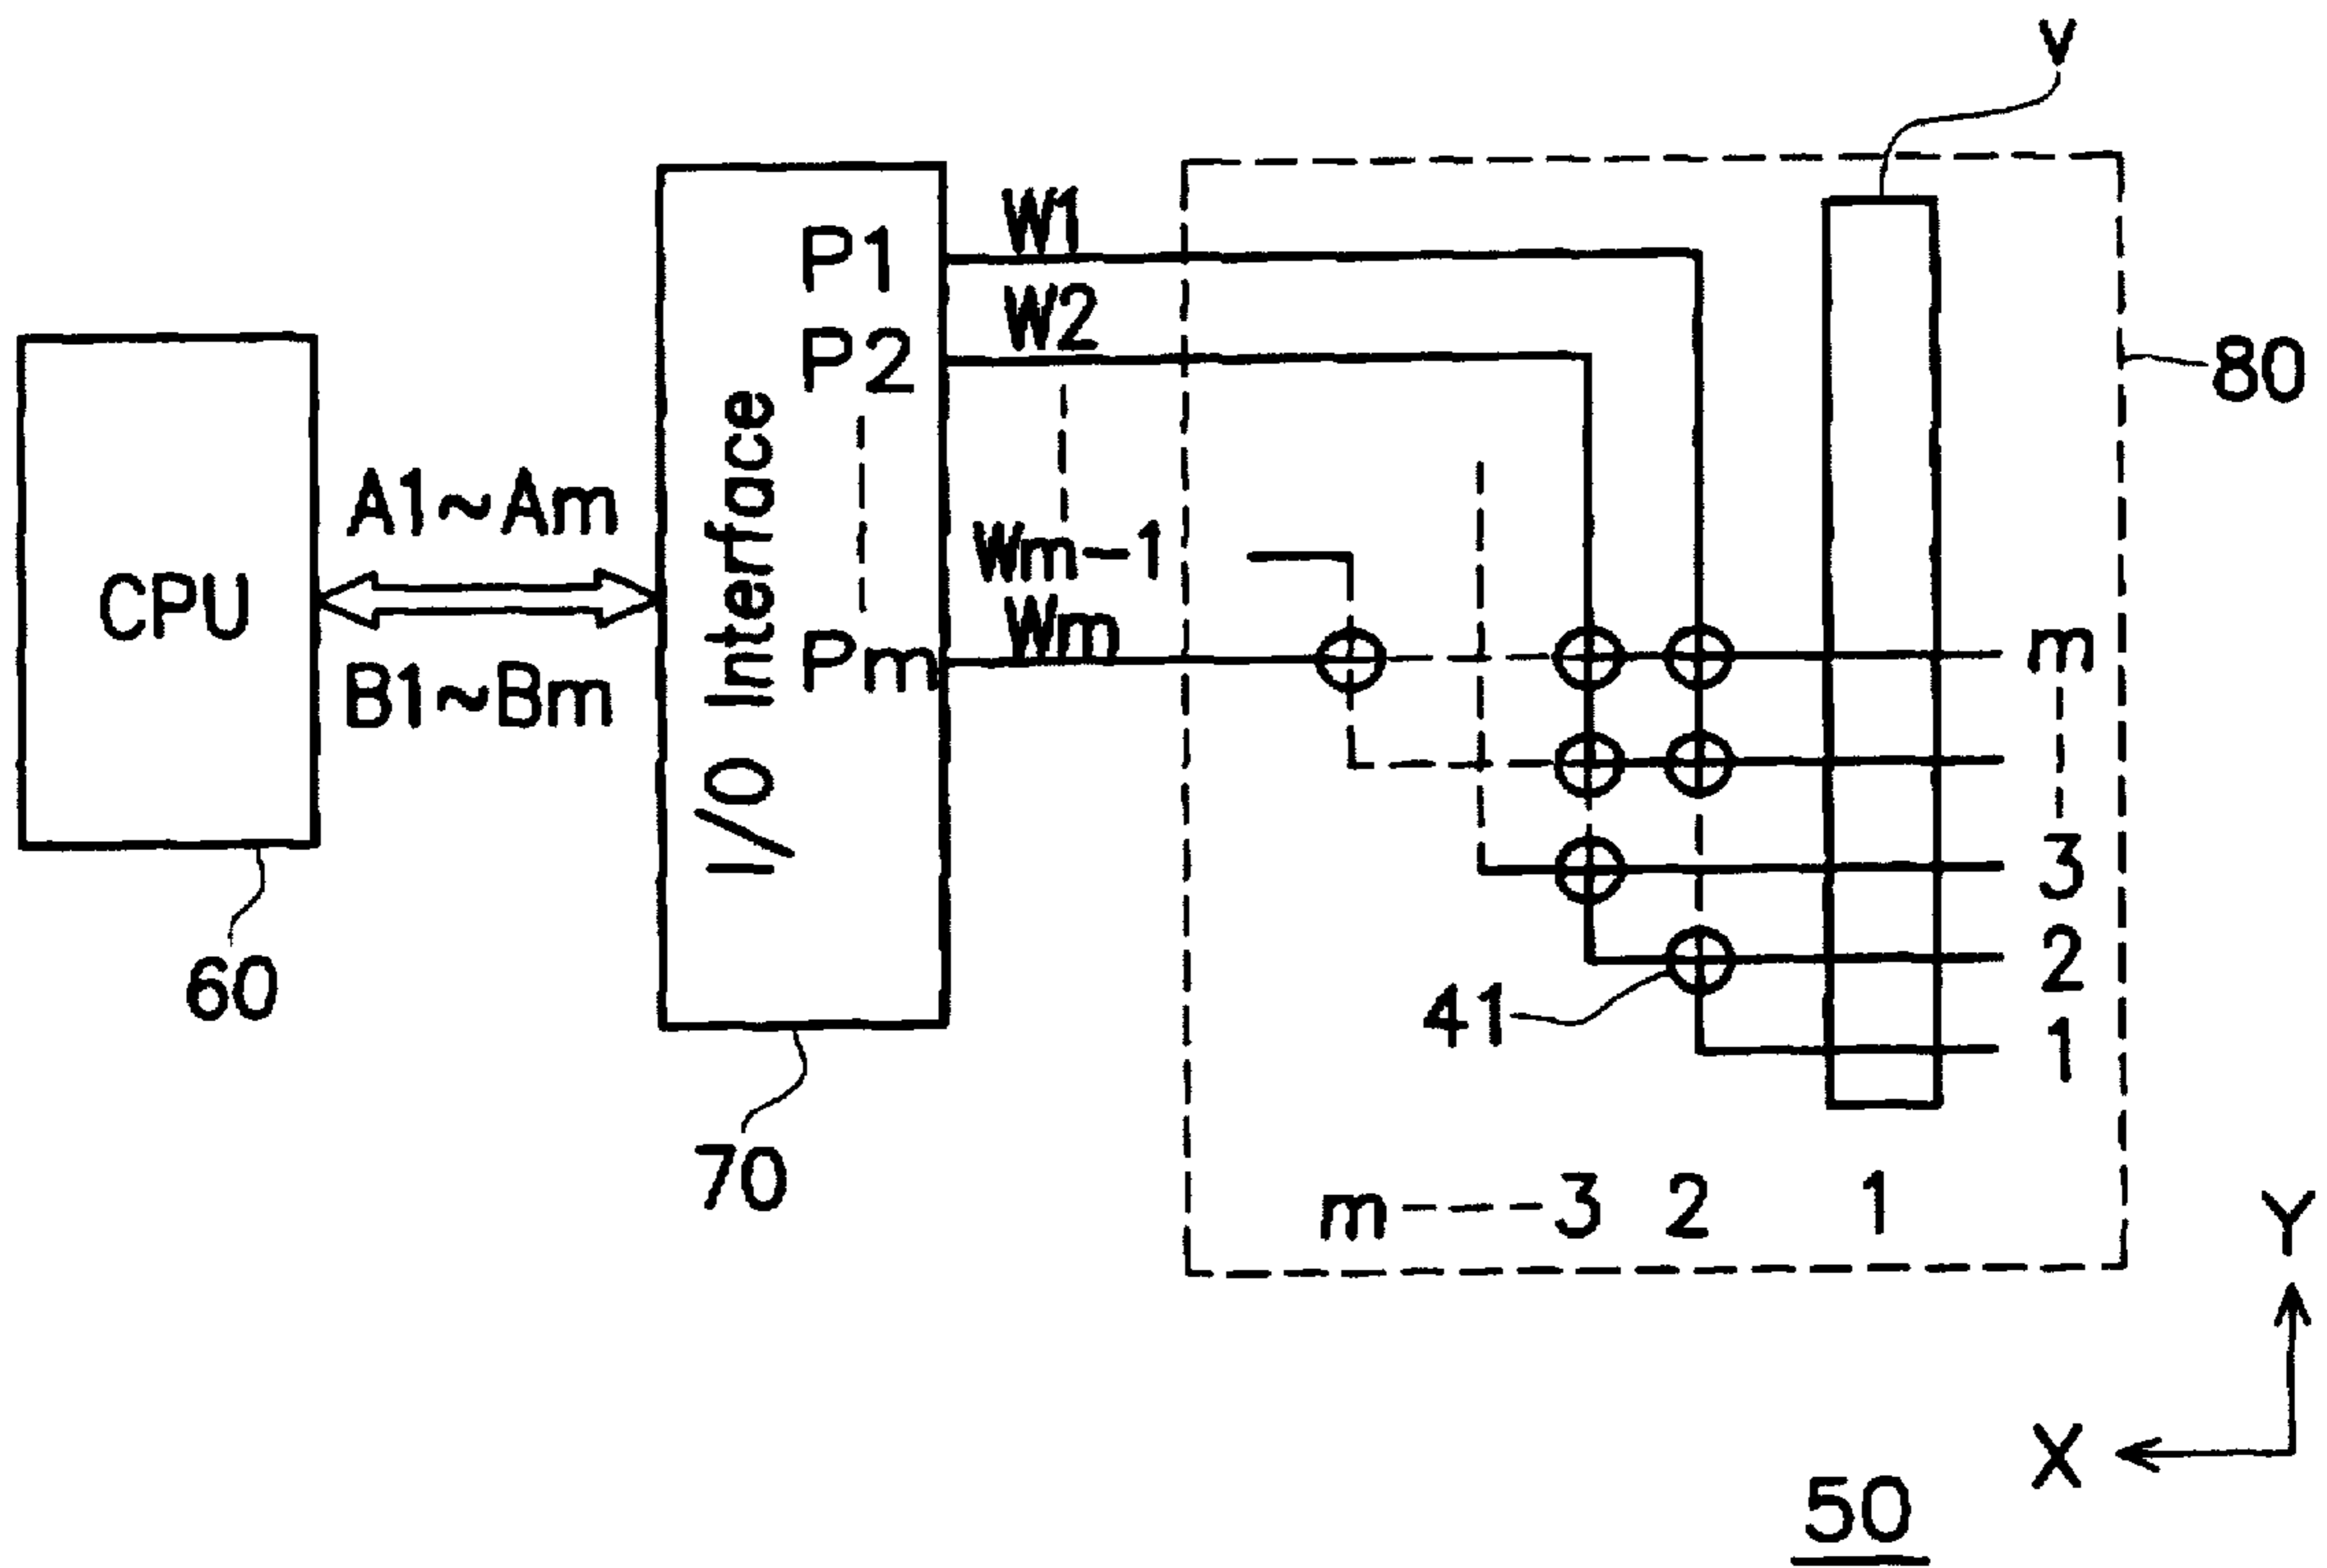 V
W1
P1
W2
P2
80
A1~Am
Wm-1
CPU
I/O Interface
Wm
Pm
m
B1~Bm
3
60
41
2
1
70
m
3
2
1
Y
X
50